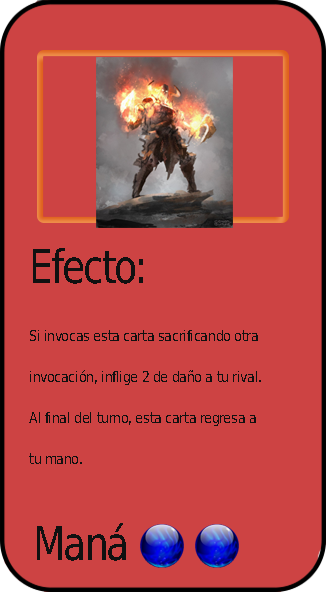 Efecto:
Si invocas esta carta sacrificando otra
invocación, inflige 2 de daño a tu rival.
Al final del turno, esta carta regresa a
tu mano.
Maná